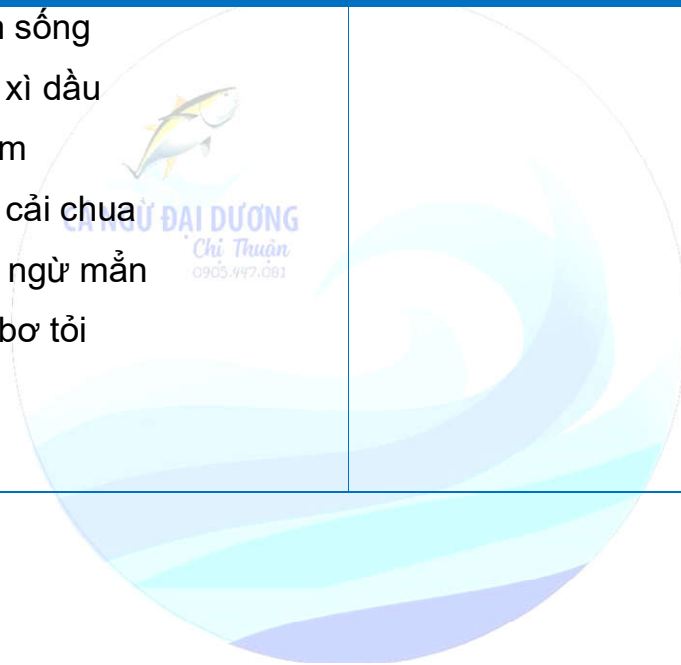 sống
xì dầu
cải chua
CÁ NGỪ ĐẠI DƯƠNG
Chị Thuận
0905.447.081
ngừ mẳn
bơ tỏi